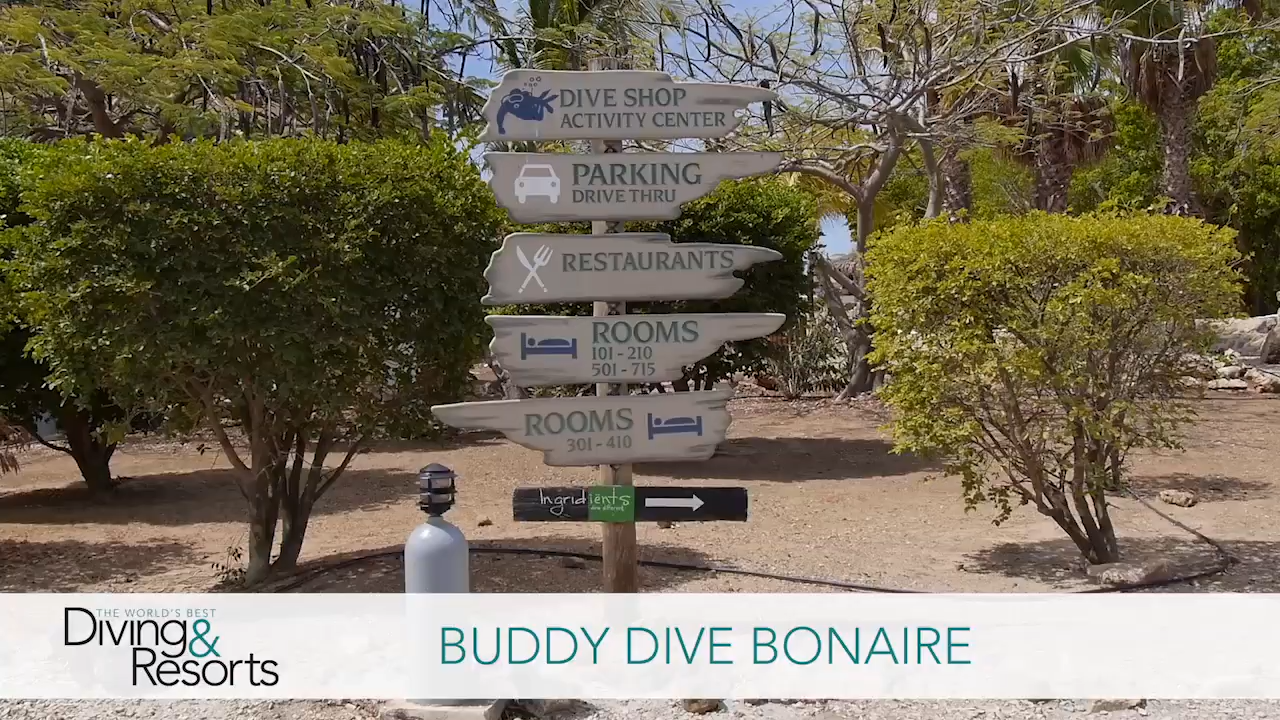 DIVE SHOP
ACTIVITY CENTER
PARKING
DRIVE THRU
RESTAURANTS
ROOMS
101 - 210
501 - 715
ROOMS
301 - 410
Ingridiënts
THE WORLD'S BEST
Diving &
Resorts
BUDDY DIVE BONAIRE